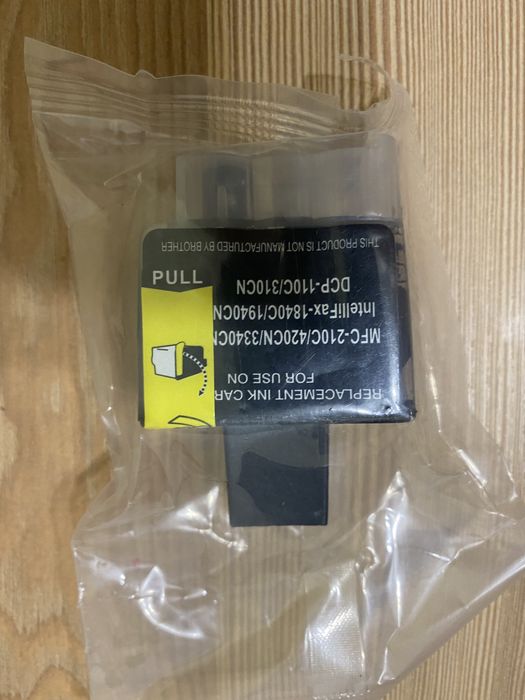 PULL
REPLACEMENT INK CAR
FOR USE ON
MFC-210C/420CN/3340CN
IntelliFax-1840C/1940CN
DCP-110C/310CN
THIS PRODUCT IS NOT MANUFACTURED BY BROTHER